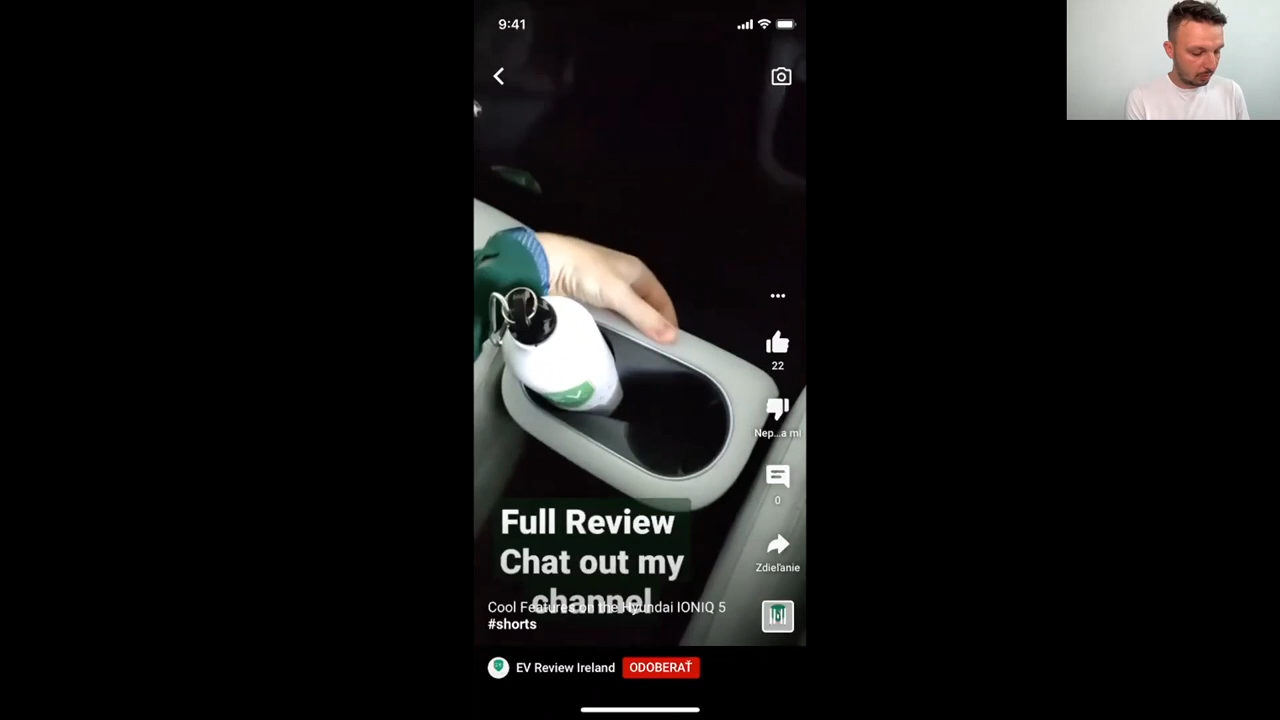 9:41
22
Nep...a mi
0
Full Review
Chat out my
channel
Zdieľanie
Cool Features on the Hyundai IONIQ 5
#shorts
EV Review Ireland
ODOBERAŤ